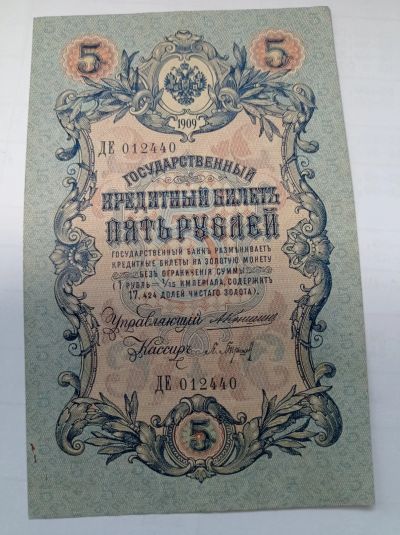 5 5
1909
ДЕ 012440
ГОСУДАРСТВЕННЫЙ
КРЕДИТНЫЙ БИЛЕТЪ
ПЯТЬ РУБЛЕЙ
ГОСУДАРСТВЕННЫЙ БАНКЪ РАЗМѢНИВАЕТЪ
КРЕДИТНЫЕ БИЛЕТЫ НА ЗОЛОТУЮ МОНЕТУ
БЕЗЪ ОГРАНИЧЕНІЯ СУММЫ
(1 РУБЛЬ = 1/15 ИМПЕРІАЛА, СОДЕРЖИТЪ
17,424 ДОЛЕЙ ЧИСТАГО ЗОЛОТА).
Управляющій
Кассиръ
ДЕ 012440
5